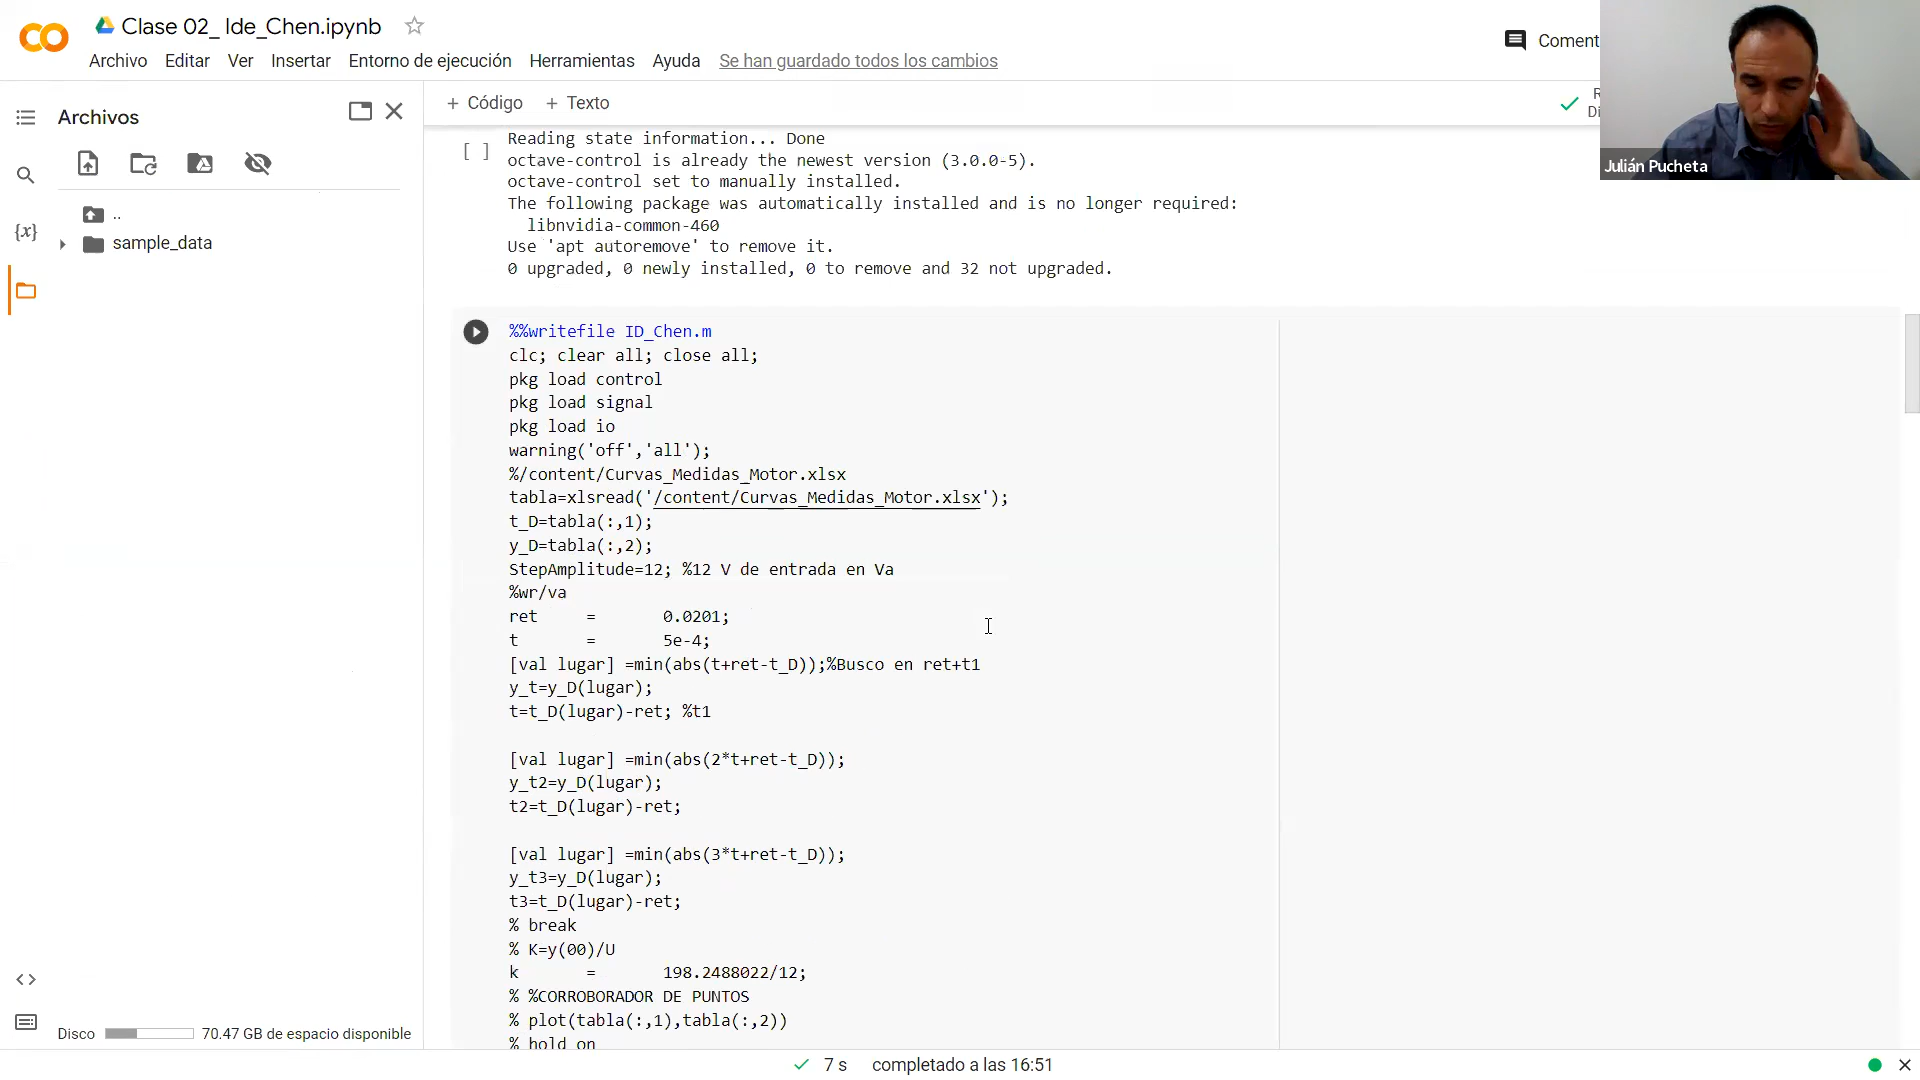 Clase 02_ Ide_Chen.ipynb
Archivo Editar Ver Insertar Entorno de ejecución Herramientas Ayuda Se han guardado todos los cambios
Coment
Archivos
+ Código + Texto
R
Di
Julián Pucheta
..
sample_data
{x}
[ ]
Reading state information... Done
octave-control is already the newest version (3.0.0-5).
octave-control set to manually installed.
The following package was automatically installed and is no longer required:
libnvidia-common-460
Use 'apt autoremove' to remove it.
0 upgraded, 0 newly installed, 0 to remove and 32 not upgraded.
%%writefile ID_Chen.m
clc; clear all; close all;
pkg load control
pkg load signal
pkg load io
warning('off','all');
%/content/Curvas_Medidas_Motor.xlsx
tabla=xlsread('/content/Curvas_Medidas_Motor.xlsx');
t_D=tabla(:,1);
y_D=tabla(:,2);
StepAmplitude=12; %12 V de entrada en Va
%wr/va
ret = 0.0201;
t = 5e-4;
[val lugar] =min(abs(t+ret-t_D));%Busco en ret+t1
y_t=y_D(lugar);
t=t_D(lugar)-ret; %t1
[val lugar] =min(abs(2*t+ret-t_D));
y_t2=y_D(lugar);
t2=t_D(lugar)-ret;
[val lugar] =min(abs(3*t+ret-t_D));
y_t3=y_D(lugar);
t3=t_D(lugar)-ret;
% break
% K=y(00)/U
k = 198.2488022/12;
% %CORROBORADOR DE PUNTOS
% plot(tabla(:,1),tabla(:,2))
% hold on
Disco 70.47 GB de espacio disponible
7 s completado a las 16:51